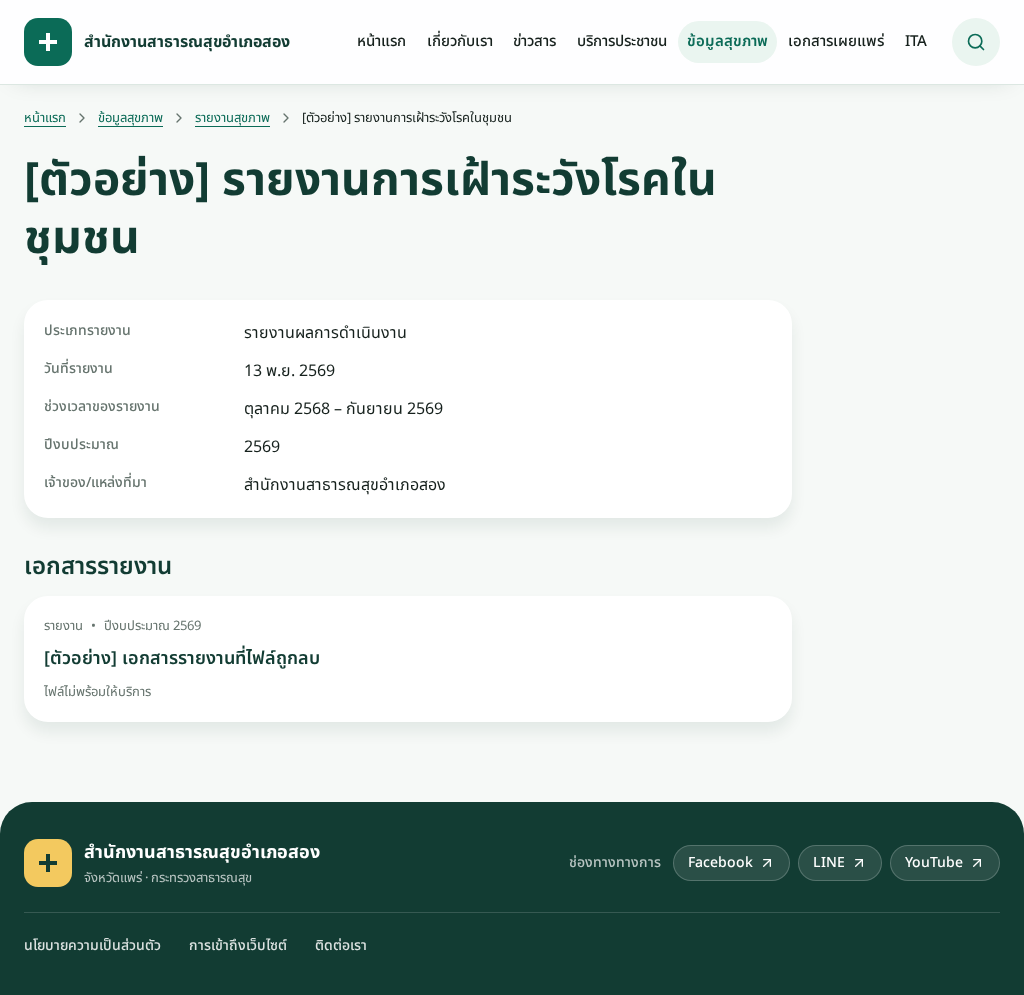 สำนักงานสาธารณสุขอำเภอสอง
หน้าแรก เกี่ยวกับเรา ข่าวสาร บริการประชาชน ข้อมูลสุขภาพ เอกสารเผยแพร่ ITA
หน้าแรก ข้อมูลสุขภาพ รายงานสุขภาพ [ตัวอย่าง] รายงานการเฝ้าระวังโรคในชุมชน
[ตัวอย่าง] รายงานการเฝ้าระวังโรคใน
ชุมชน
ประเภทรายงาน รายงานผลการดำเนินงาน
วันที่รายงาน 13 พ.ย. 2569
ช่วงเวลาของรายงาน ตุลาคม 2568 – กันยายน 2569
ปีงบประมาณ 2569
เจ้าของ/แหล่งที่มา สำนักงานสาธารณสุขอำเภอสอง
เอกสารรายงาน
รายงาน • ปีงบประมาณ 2569
[ตัวอย่าง] เอกสารรายงานที่ไฟล์ถูกลบ
ไฟล์ไม่พร้อมให้บริการ
สำนักงานสาธารณสุขอำเภอสอง
จังหวัดแพร่ · กระทรวงสาธารณสุข
ช่องทางทางการ Facebook LINE YouTube
นโยบายความเป็นส่วนตัว การเข้าถึงเว็บไซต์ ติดต่อเรา